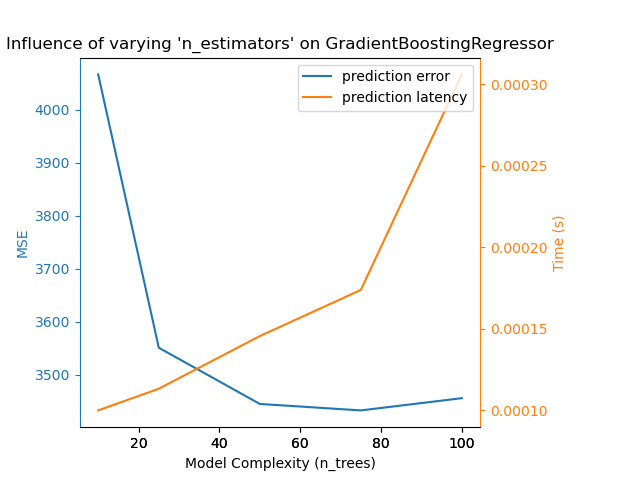 Influence of varying 'n_estimators' on GradientBoostingRegressor
prediction error
prediction latency
MSE
4000
3900
3800
3700
3600
3500
0.00030
0.00025
0.00020
0.00015
0.00010
Time (s)
20 40 60 80 100
Model Complexity (n_trees)